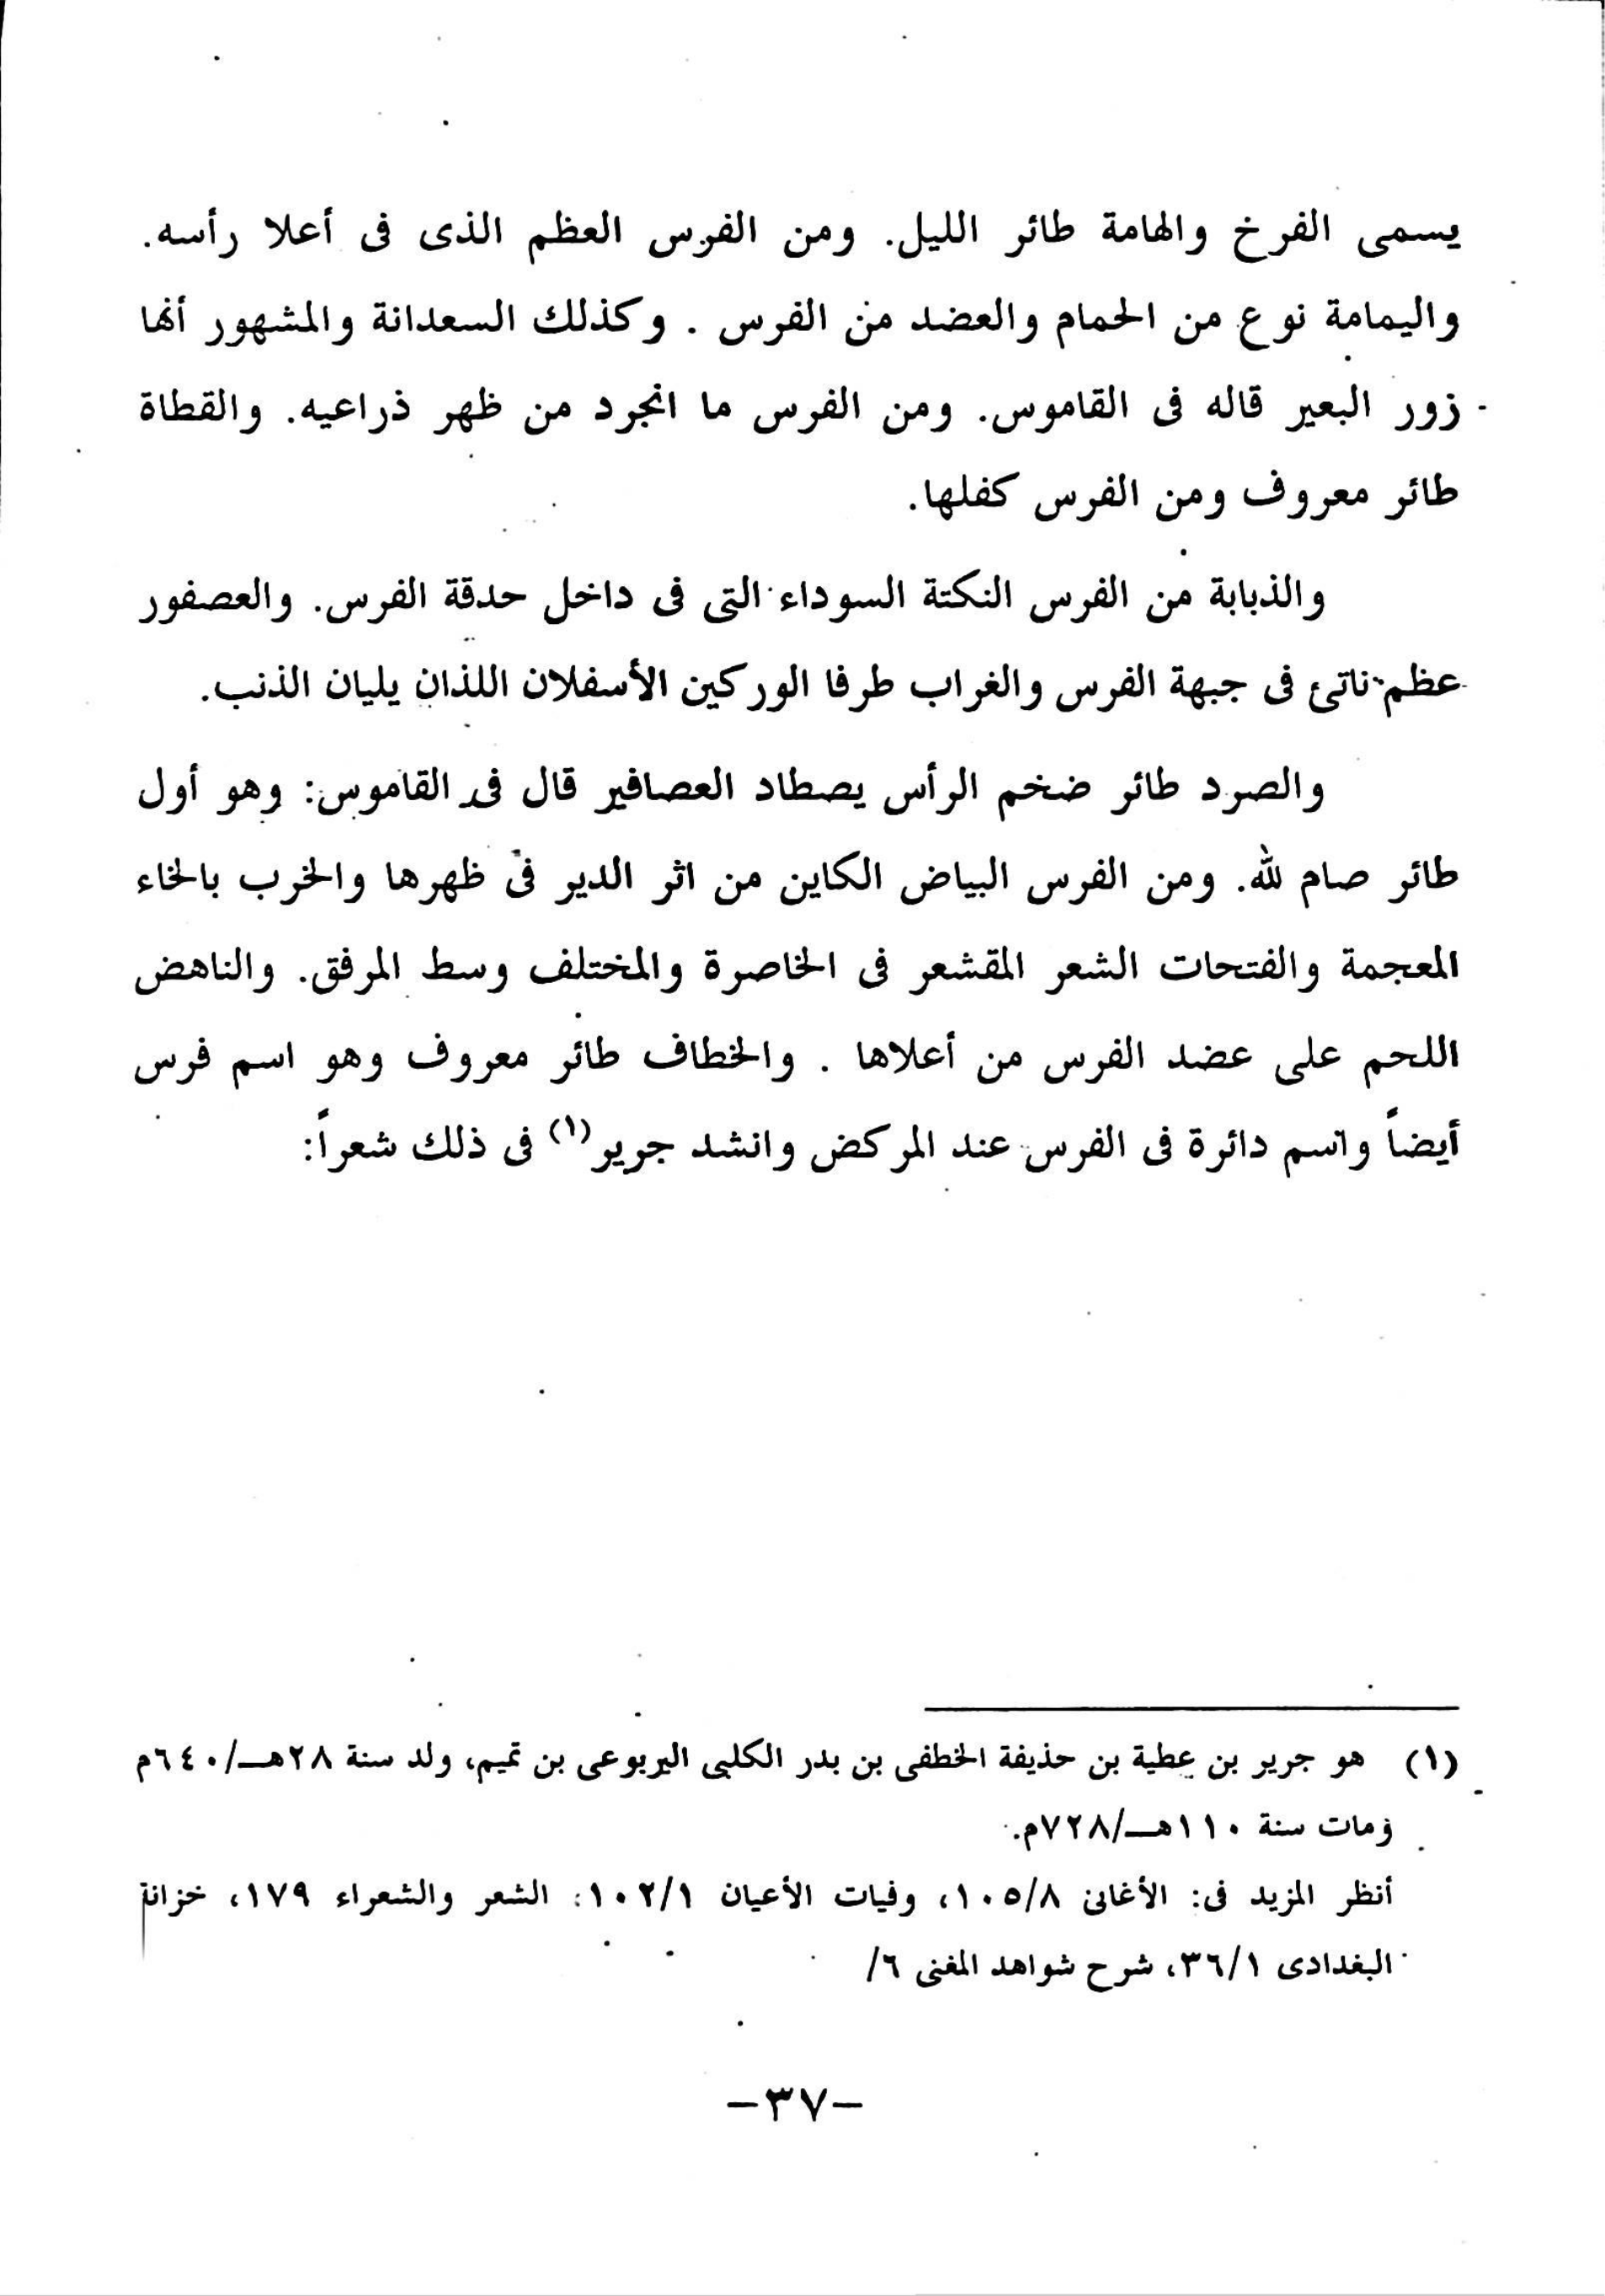 يسمى الفرخ والهامة طائر الليل. ومن الفرس العظم الذى فى أعلا رأسه.
واليمامة نوع من الحمام والعضد من الفرس . وكذلك السعدانة والمشهور أنها
زور البعير قاله فى القاموس. ومن الفرس ما انجرد من ظهر ذراعيه. والقطاة
طائر معروف ومن الفرس كفلها.
والذبابة من الفرس النكتة السوداء التى فى داخل حدقة الفرس. والعصفور
عظم ناتئ فى جبهة الفرس والغراب طرفا الوركين الأسفلان اللذان يليان الذنب.
والصرد طائر ضخم الرأس يصطاد العصافير قال فى القاموس: وهو أول
طائر صام لله. ومن الفرس البياض الكاين من اثر الدير فى ظهرها والخرب بالخاء
المعجمة والفتحات الشعر المقشعر فى الخاصرة والمختلف وسط المرفق. والناهض
اللحم على عضد الفرس من أعلاها . والخطاف طائر معروف وهو اسم فرس
أيضاً واسم دائرة فى الفرس عند المركض وانشد جرير(١) فى ذلك شعراً:
(١) هو جرير بن عطية بن حذيفة الخطفى بن بدر الكلبى اليربوعى بن تميم، ولد سنة ٢٨هـ/٦٤٠م
ومات سنة ١١٠هـ/٧٢٨م.
أنظر المزيد فى: الأغانى ١٠٥/٨، وفيات الأعيان ١٠٢/١، الشعر والشعراء ١٧٩، خزانة
البغدادى ٣٦/١، شرح شواهد المغنى ٦/
-٣٧-